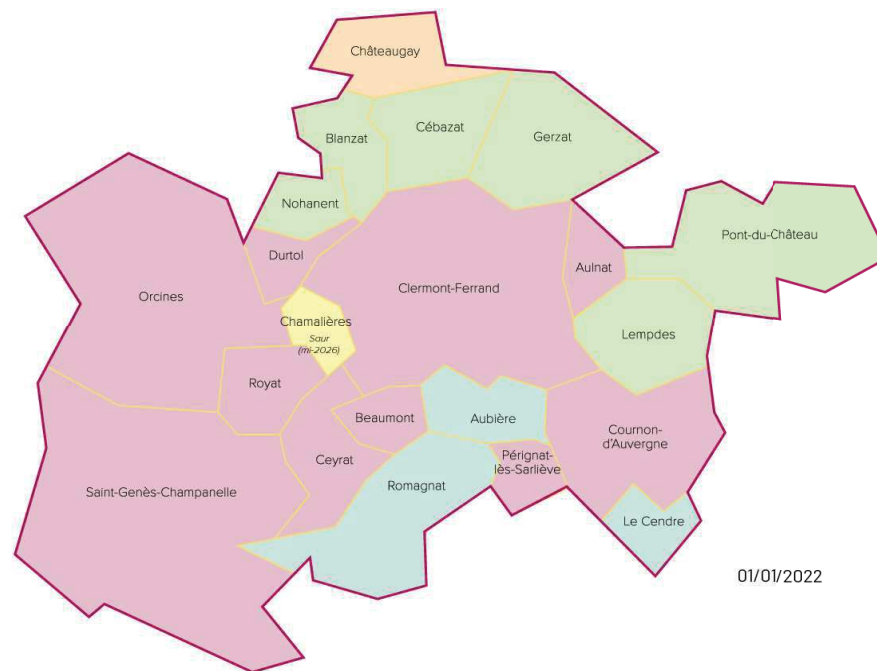 Châteaugay
Cébazat
Gerzat
Blanzat
Nohanent
Pont-du-Château
Durtol
Aulnat
Orcines
Clermont-Ferrand
Chamalières
Saur
(mi-2026)
Lempdes
Royat
Beaumont
Aubière
Cournon-
d'Auvergne
Ceyrat
Pérignat-
lès-Sarliève
Romagnat
Saint-Genès-Champanelle
Le Cendre
01/01/2022